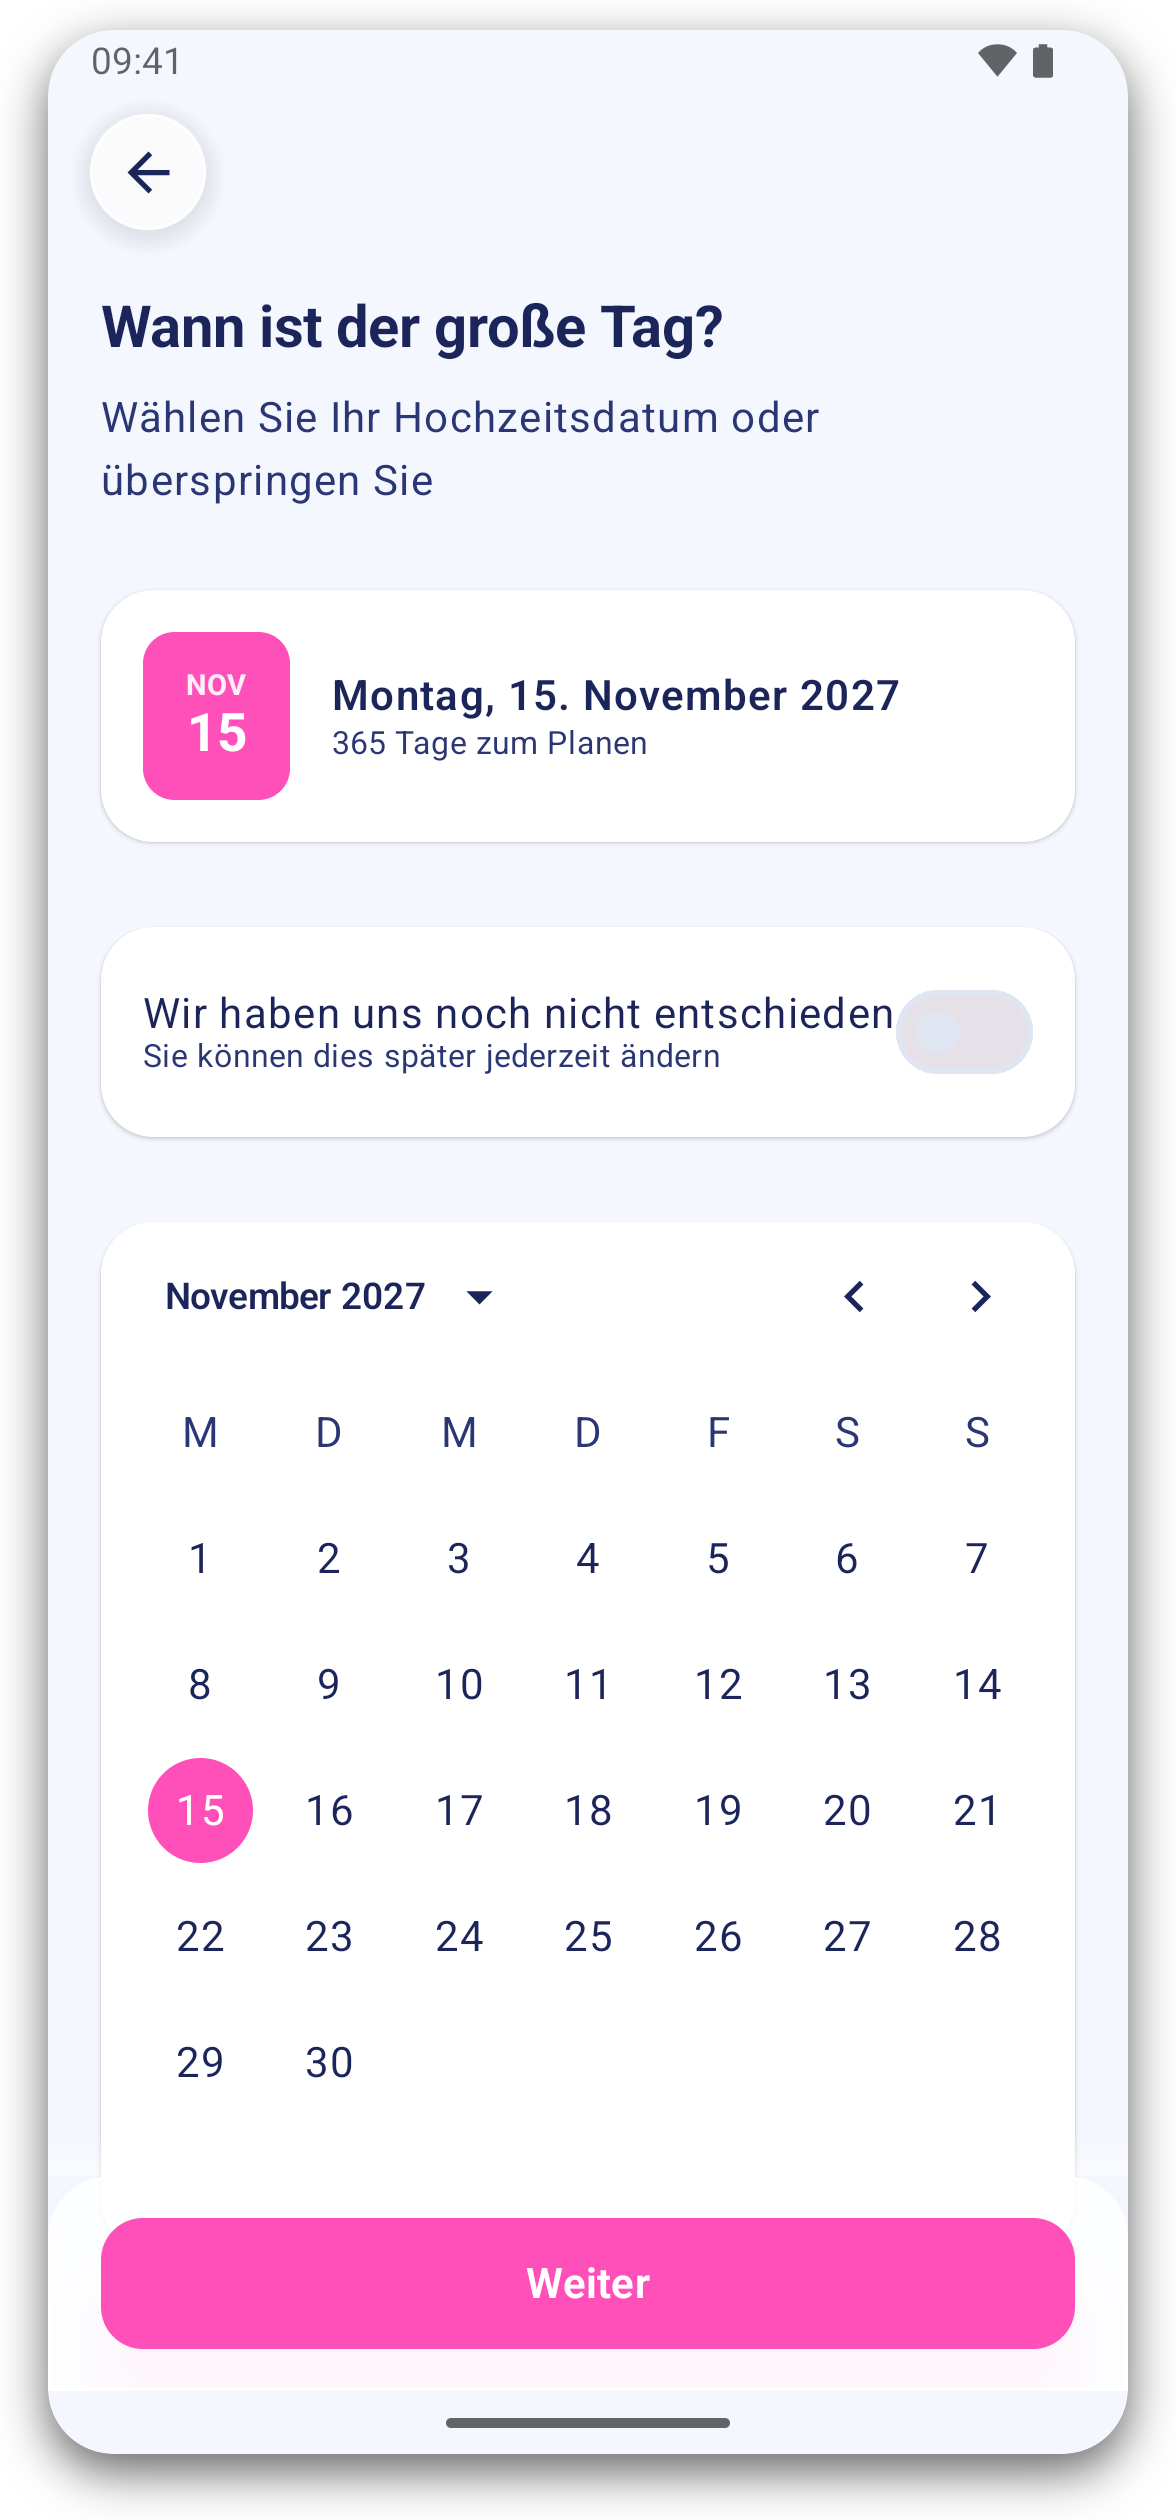 09:41
Wann ist der große Tag?
Wählen Sie Ihr Hochzeitsdatum oder
überspringen Sie
NOV
15
Montag, 15. November 2027
365 Tage zum Planen
Wir haben uns noch nicht entschieden
Sie können dies später jederzeit ändern
November 2027
M D M D F S S
1 2 3 4 5 6 7
8 9 10 11 12 13 14
15 16 17 18 19 20 21
22 23 24 25 26 27 28
29 30
Weiter